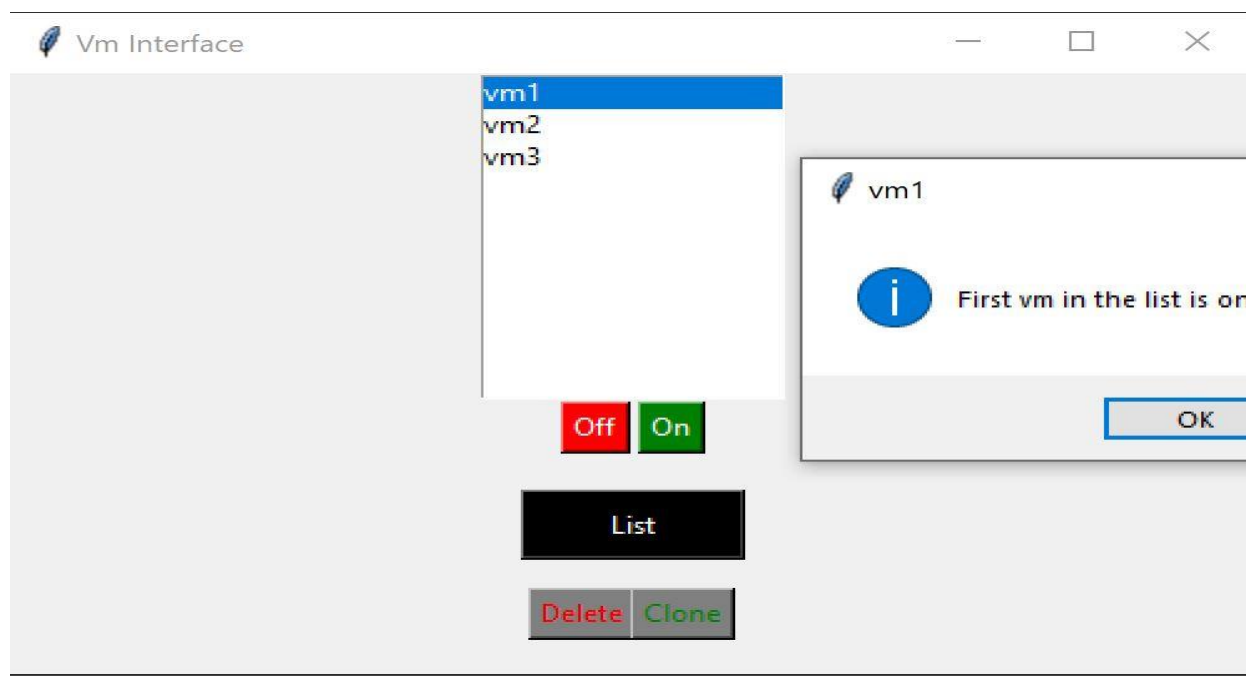 Vm Interface
vm1
vm2
vm3
vm1
i
First vm in the list is on
OK
Off
On
List
Delete
Clone